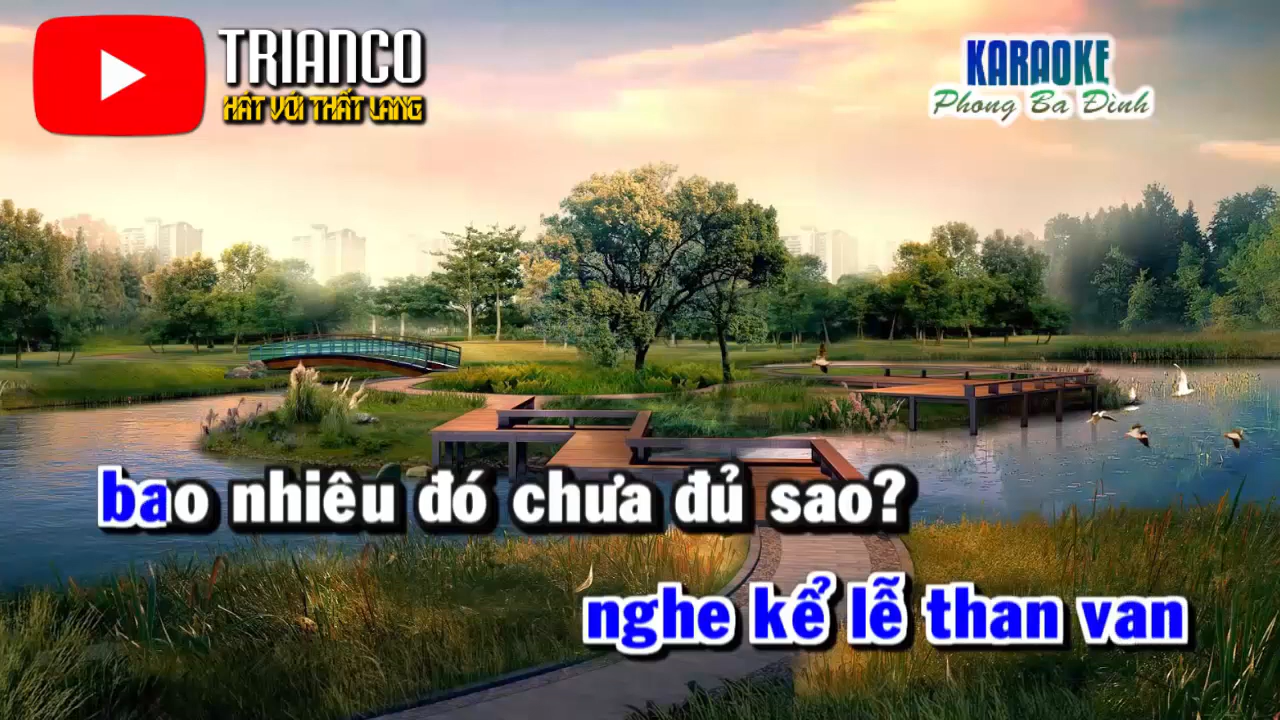 TRIANCO
HÁT VỚI THẤT LANG
KARAOKE
Phong Ba Đình
bao nhiêu đó chưa đủ sao?
nghe kể lễ than van